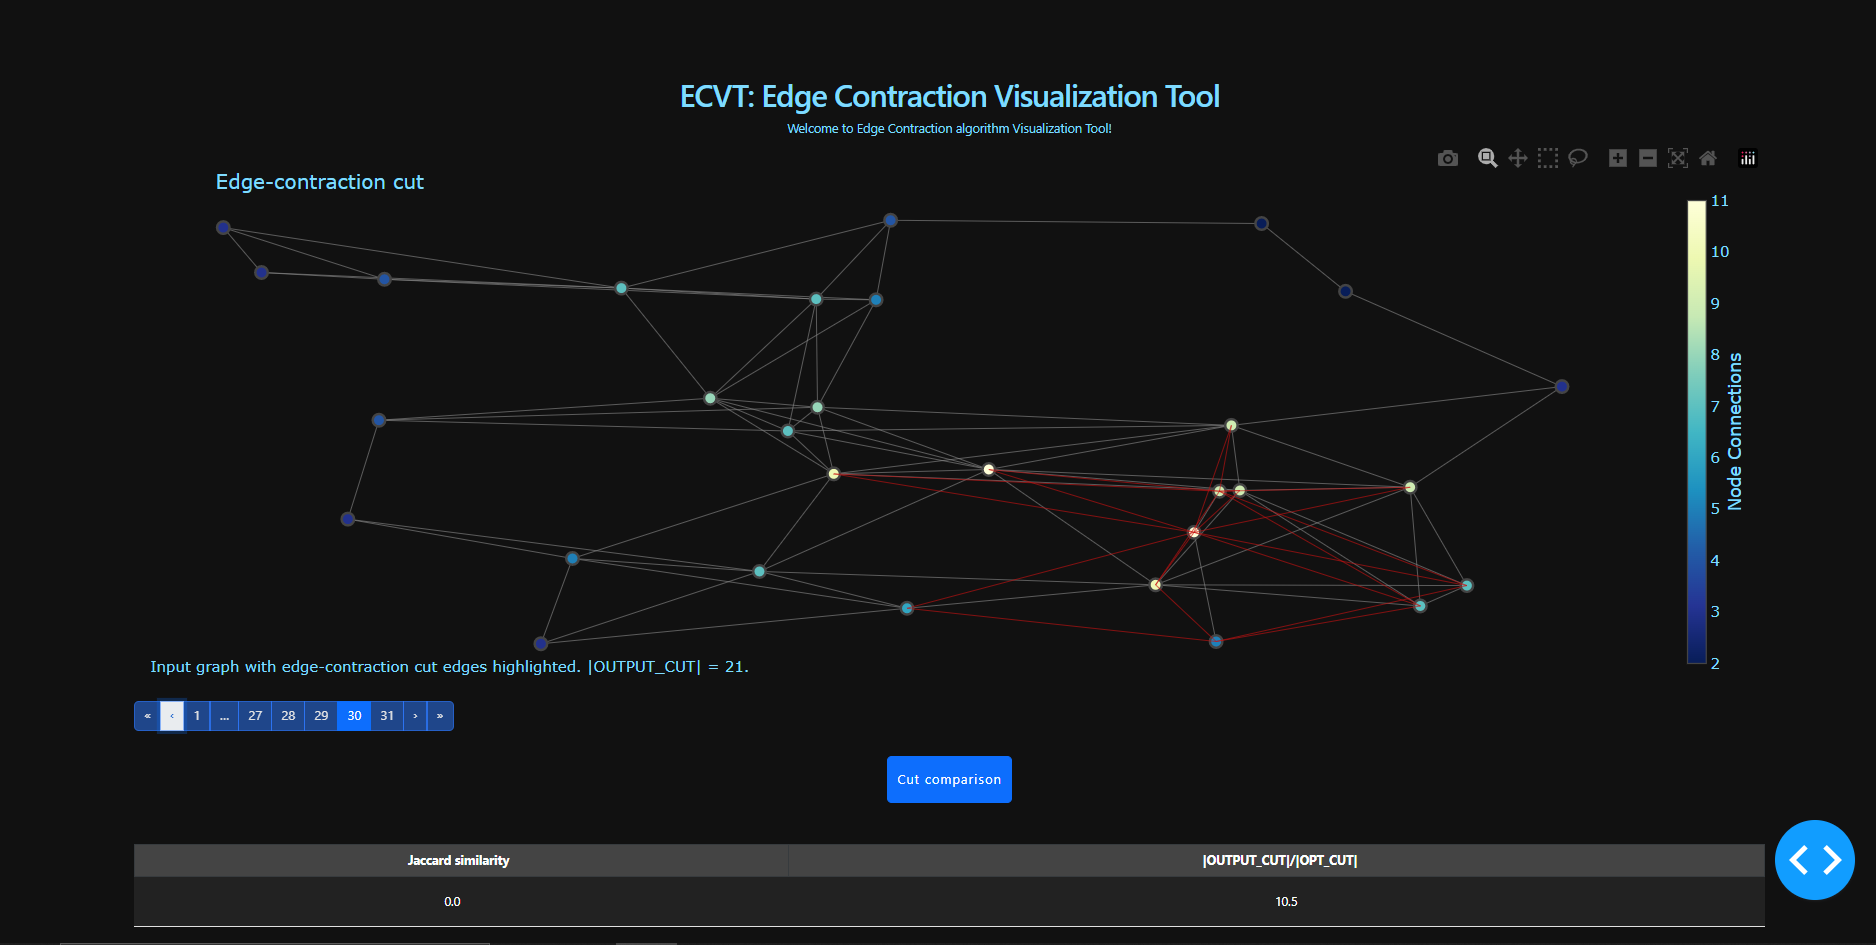 ECVT: Edge Contraction Visualization Tool
Welcome to Edge Contraction algorithm Visualization Tool!
Edge-contraction cut
11
10
9
8
7
6
5
4
3
2
Node Connections
Input graph with edge-contraction cut edges highlighted. |OUTPUT_CUT| = 21.
« ‹ 1 ... 27 28 29 30 31 › »
Cut comparison
Jaccard similarity |OUTPUT_CUT|/|OPT_CUT|
0.0 10.5